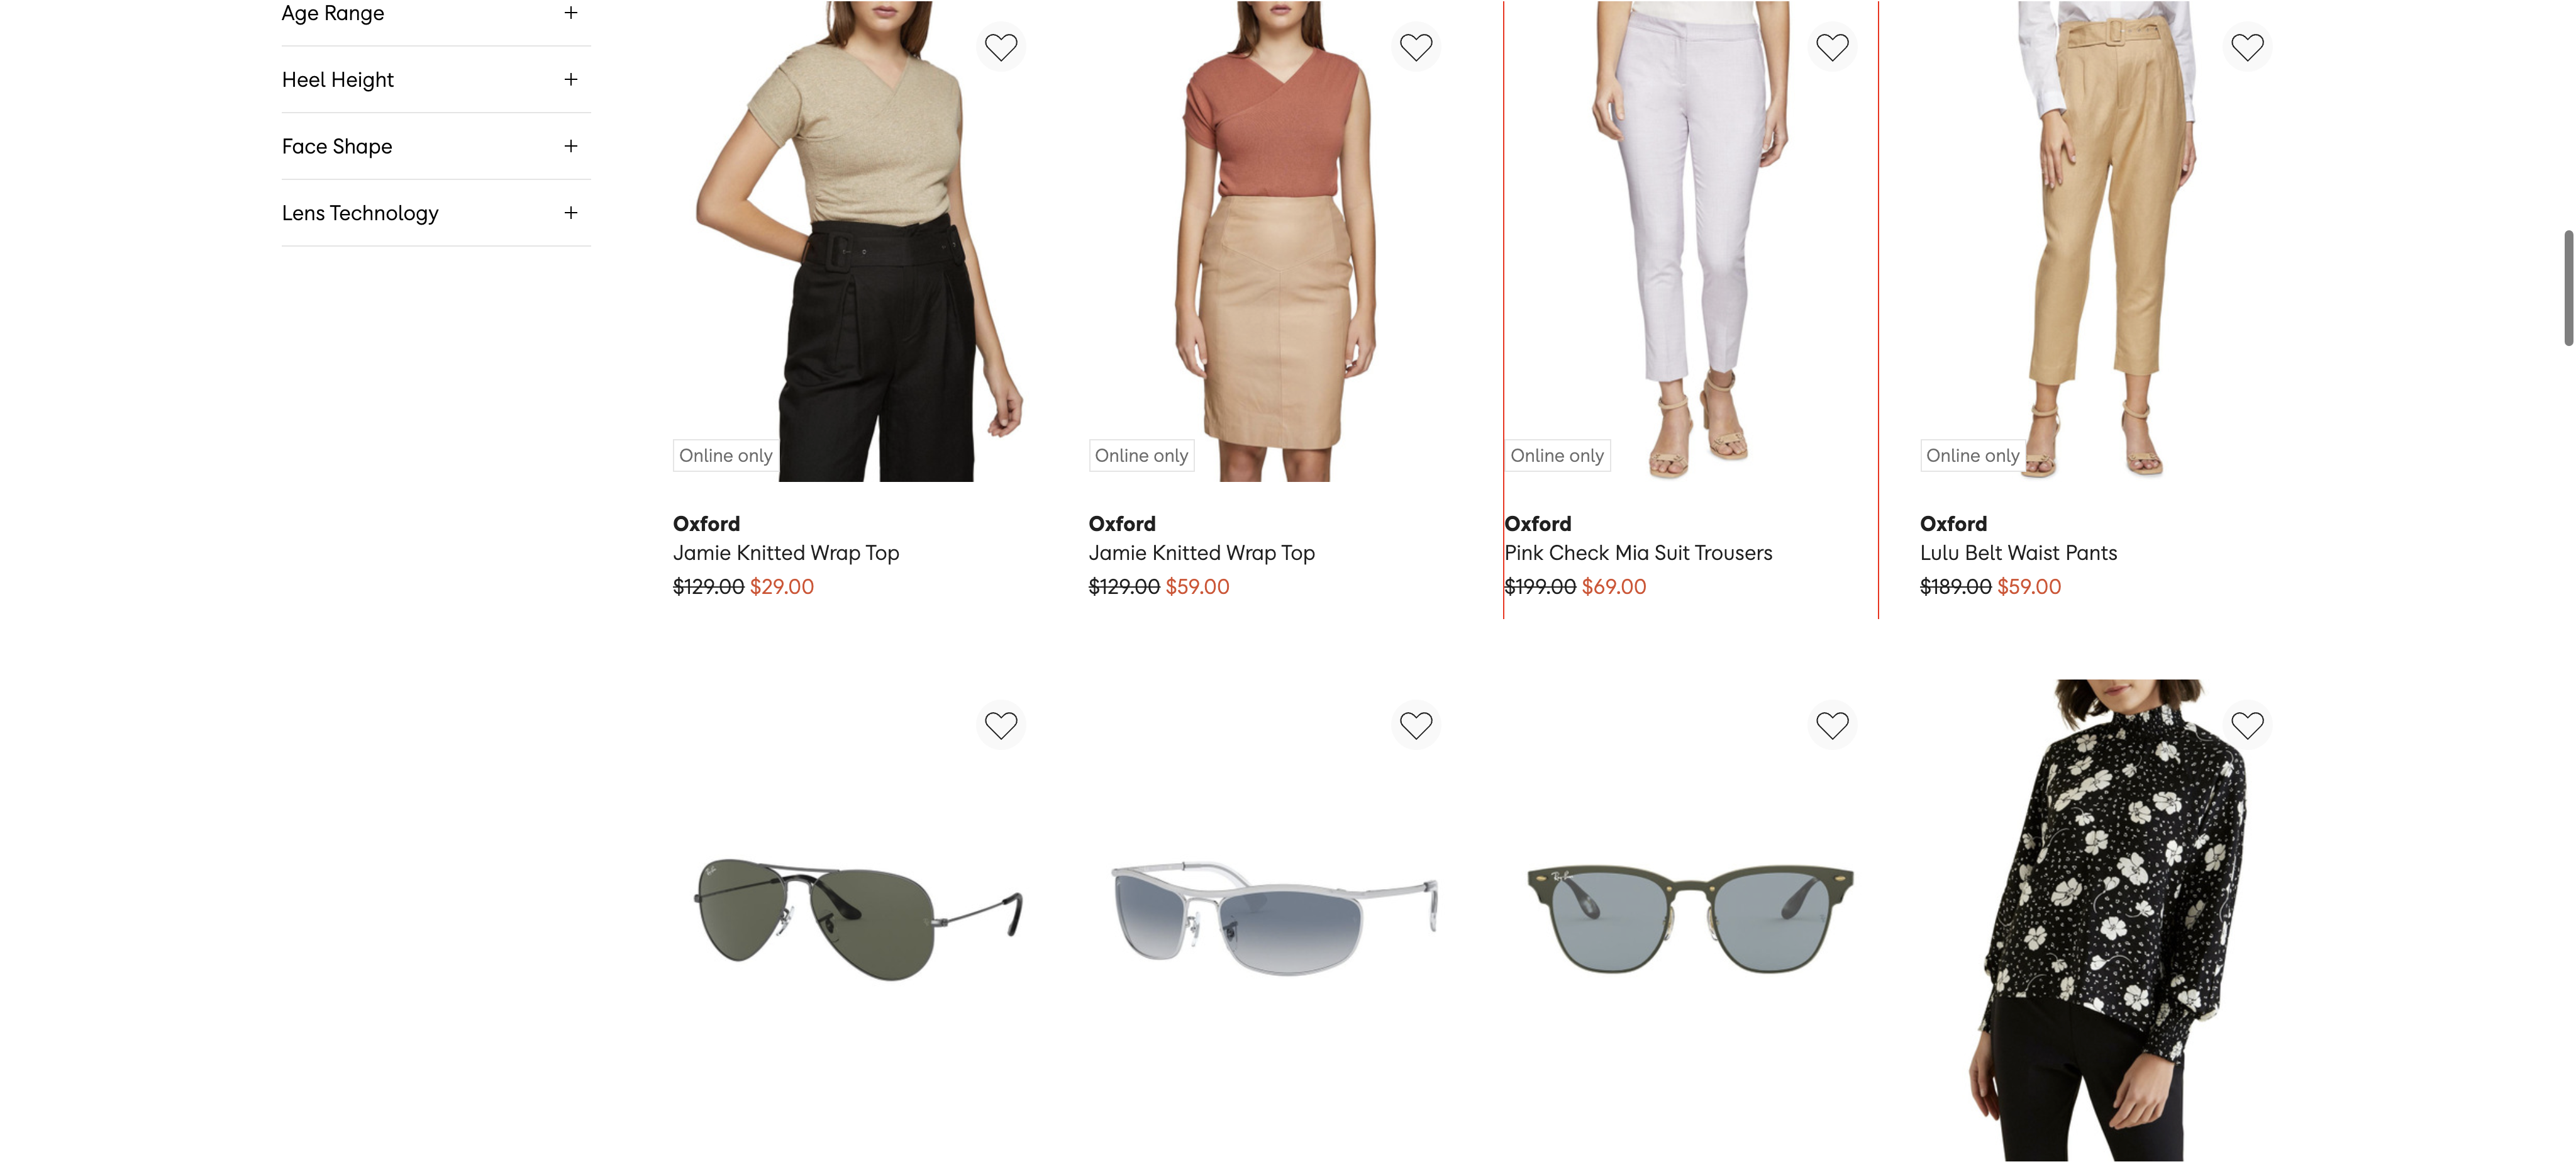 Age Range
Heel Height
Face Shape
Lens Technology
Online only
Online only
Online only
Online only
Oxford
Jamie Knitted Wrap Top
$129.00 $29.00
Oxford
Jamie Knitted Wrap Top
$129.00 $59.00
Oxford
Pink Check Mia Suit Trousers
$199.00 $69.00
Oxford
Lulu Belt Waist Pants
$189.00 $59.00
Ray-Ban